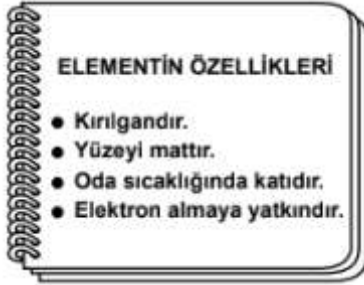 ELEMENTİN ÖZELLİKLERİ
● Kırılgandır.
● Yüzeyi mattır.
● Oda sıcaklığında katıdır.
● Elektron almaya yatkındır.